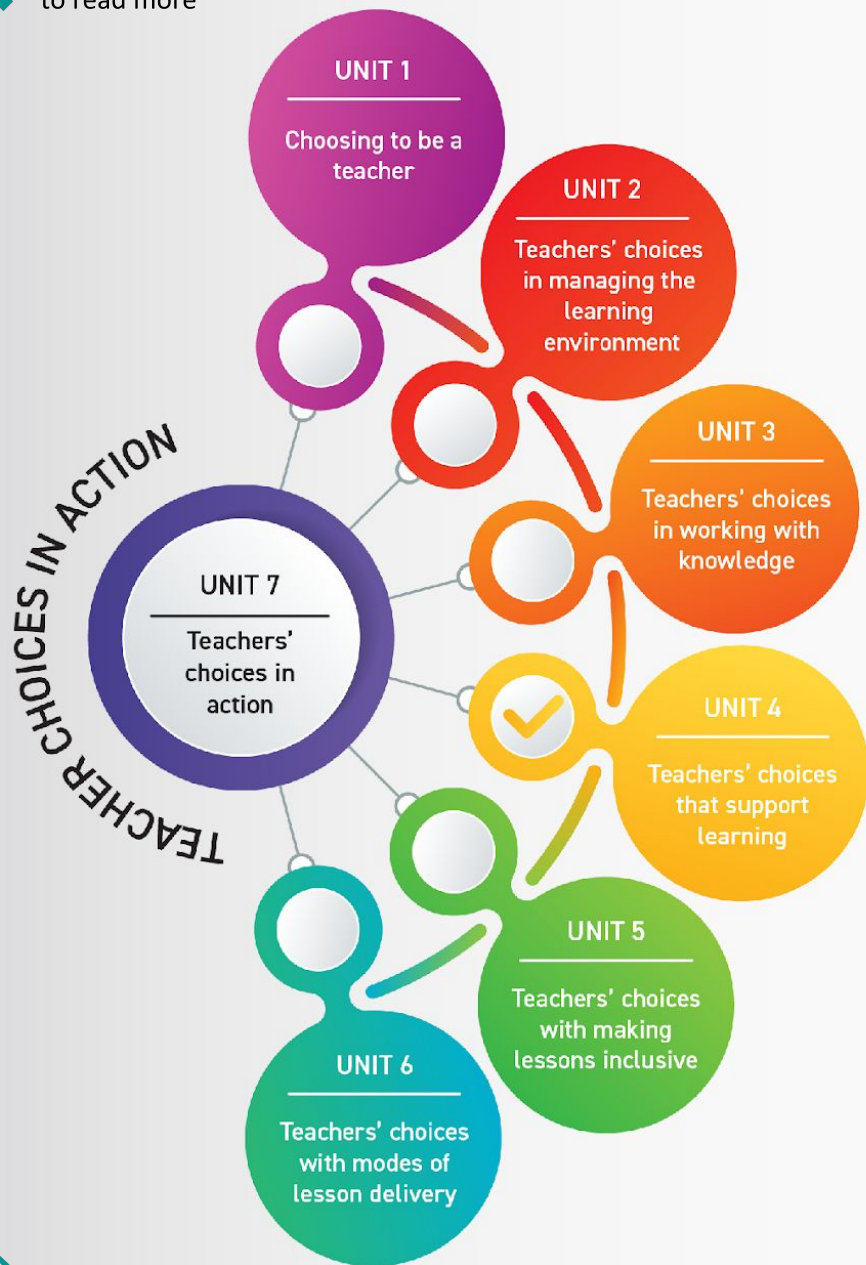 to read more
UNIT 1
Choosing to be a
teacher
UNIT 2
Teachers' choices
in managing the
learning
environment
UNIT 3
Teachers' choices
in working with
knowledge
TEACHER CHOICES IN ACTION
UNIT 7
Teachers'
choices in
action
UNIT 4
Teachers' choices
that support
learning
UNIT 5
Teachers' choices
with making
lessons inclusive
UNIT 6
Teachers' choices
with modes of
lesson delivery